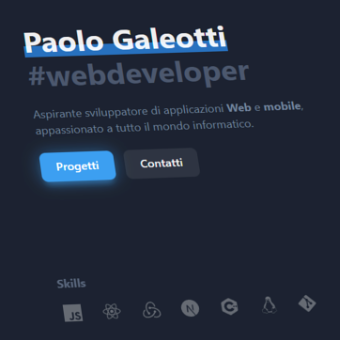 Paolo Galeotti
#webdeveloper
Aspirante sviluppatore di applicazioni Web e mobile,
appassionato a tutto il mondo informatico.
Progetti Contatti
Skills
JS N C